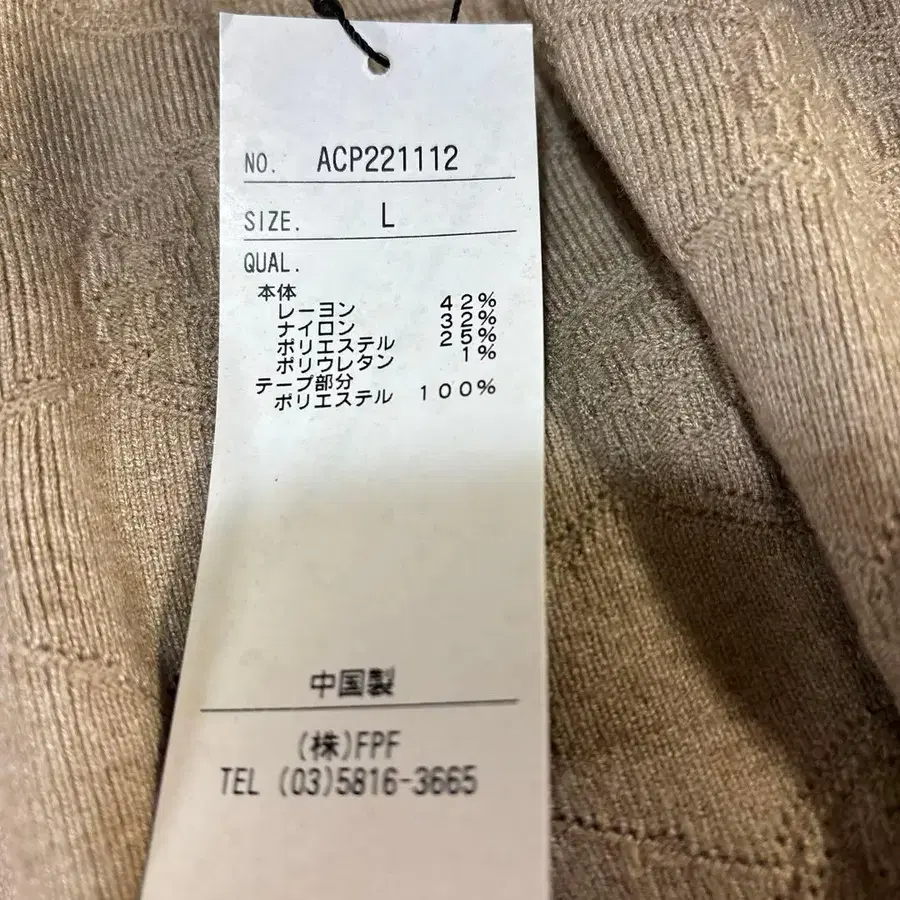 NO. ACP221112
SIZE. L
QUAL.
本体
レーヨン 42%
ナイロン 32%
ポリエステル 25%
ポリウレタン 1%
テープ部分
ポリエステル 100%
中国製
(株)FPF
TEL (03)5816-3665